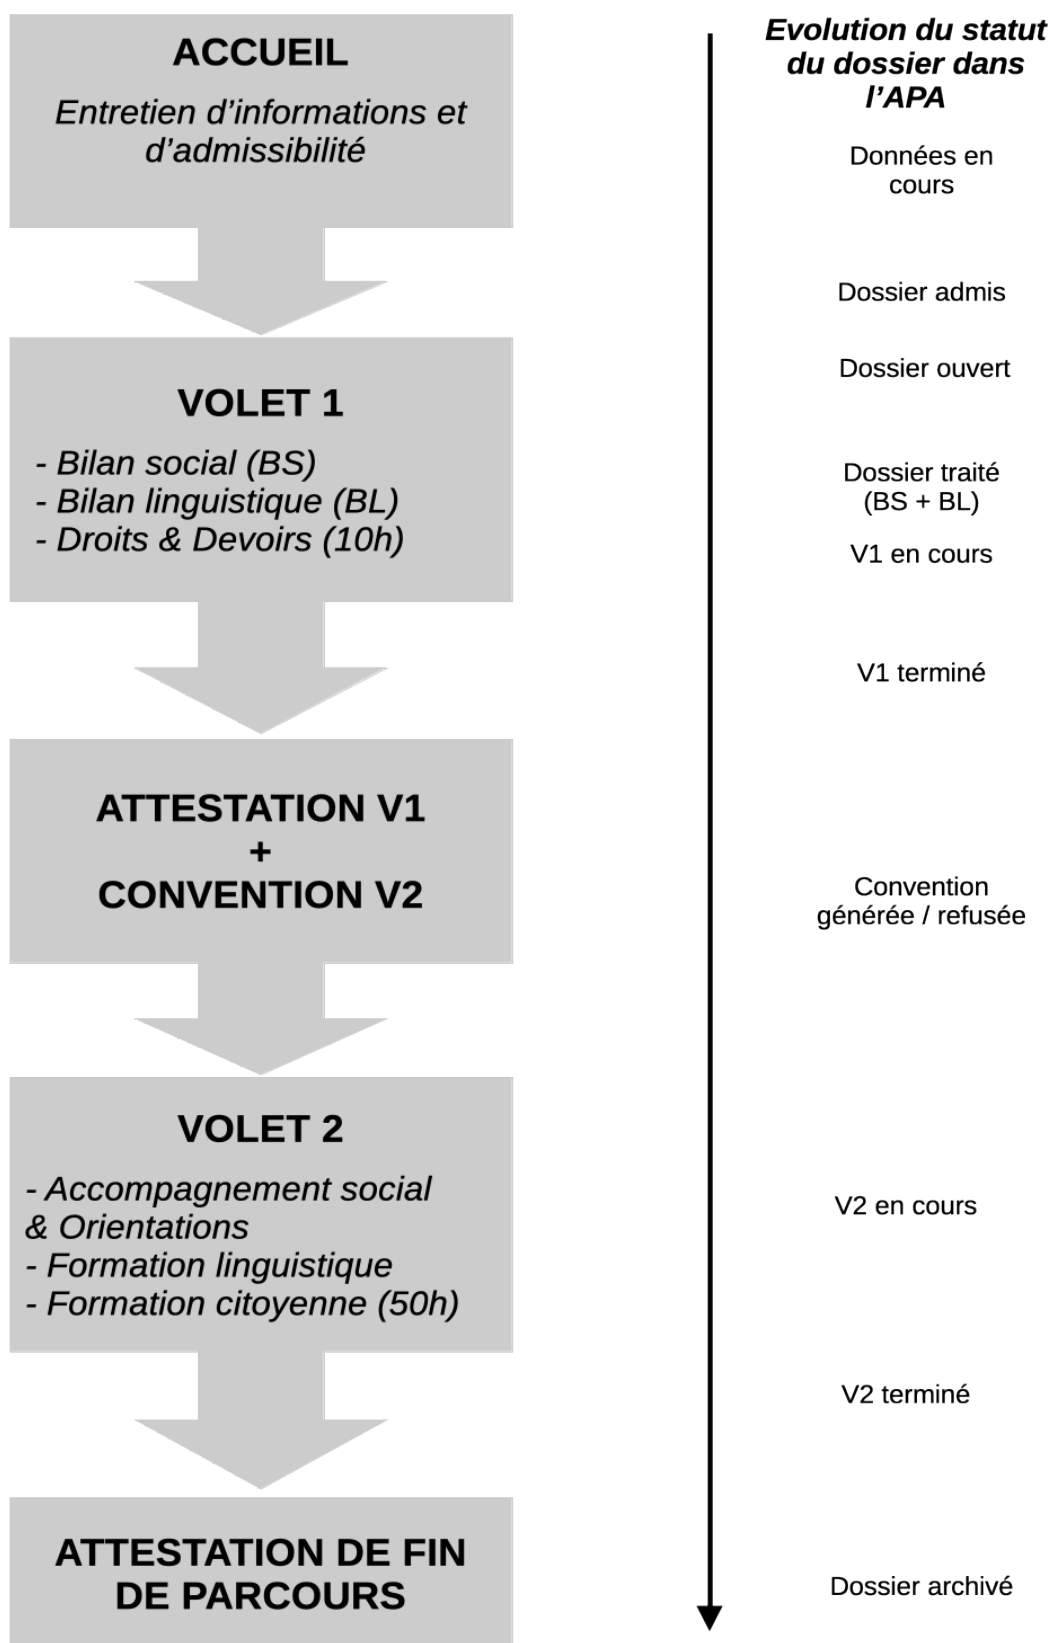 ACCUEIL
Entretien d’informations et
d’admissibilité
VOLET 1
- Bilan social (BS)
- Bilan linguistique (BL)
- Droits & Devoirs (10h)
ATTESTATION V1
+
CONVENTION V2
VOLET 2
- Accompagnement social
& Orientations
- Formation linguistique
- Formation citoyenne (50h)
ATTESTATION DE FIN
DE PARCOURS
Evolution du statut
du dossier dans
l’APA
Données en
cours
Dossier admis
Dossier ouvert
Dossier traité
(BS + BL)
V1 en cours
V1 terminé
Convention
générée / refusée
V2 en cours
V2 terminé
Dossier archivé